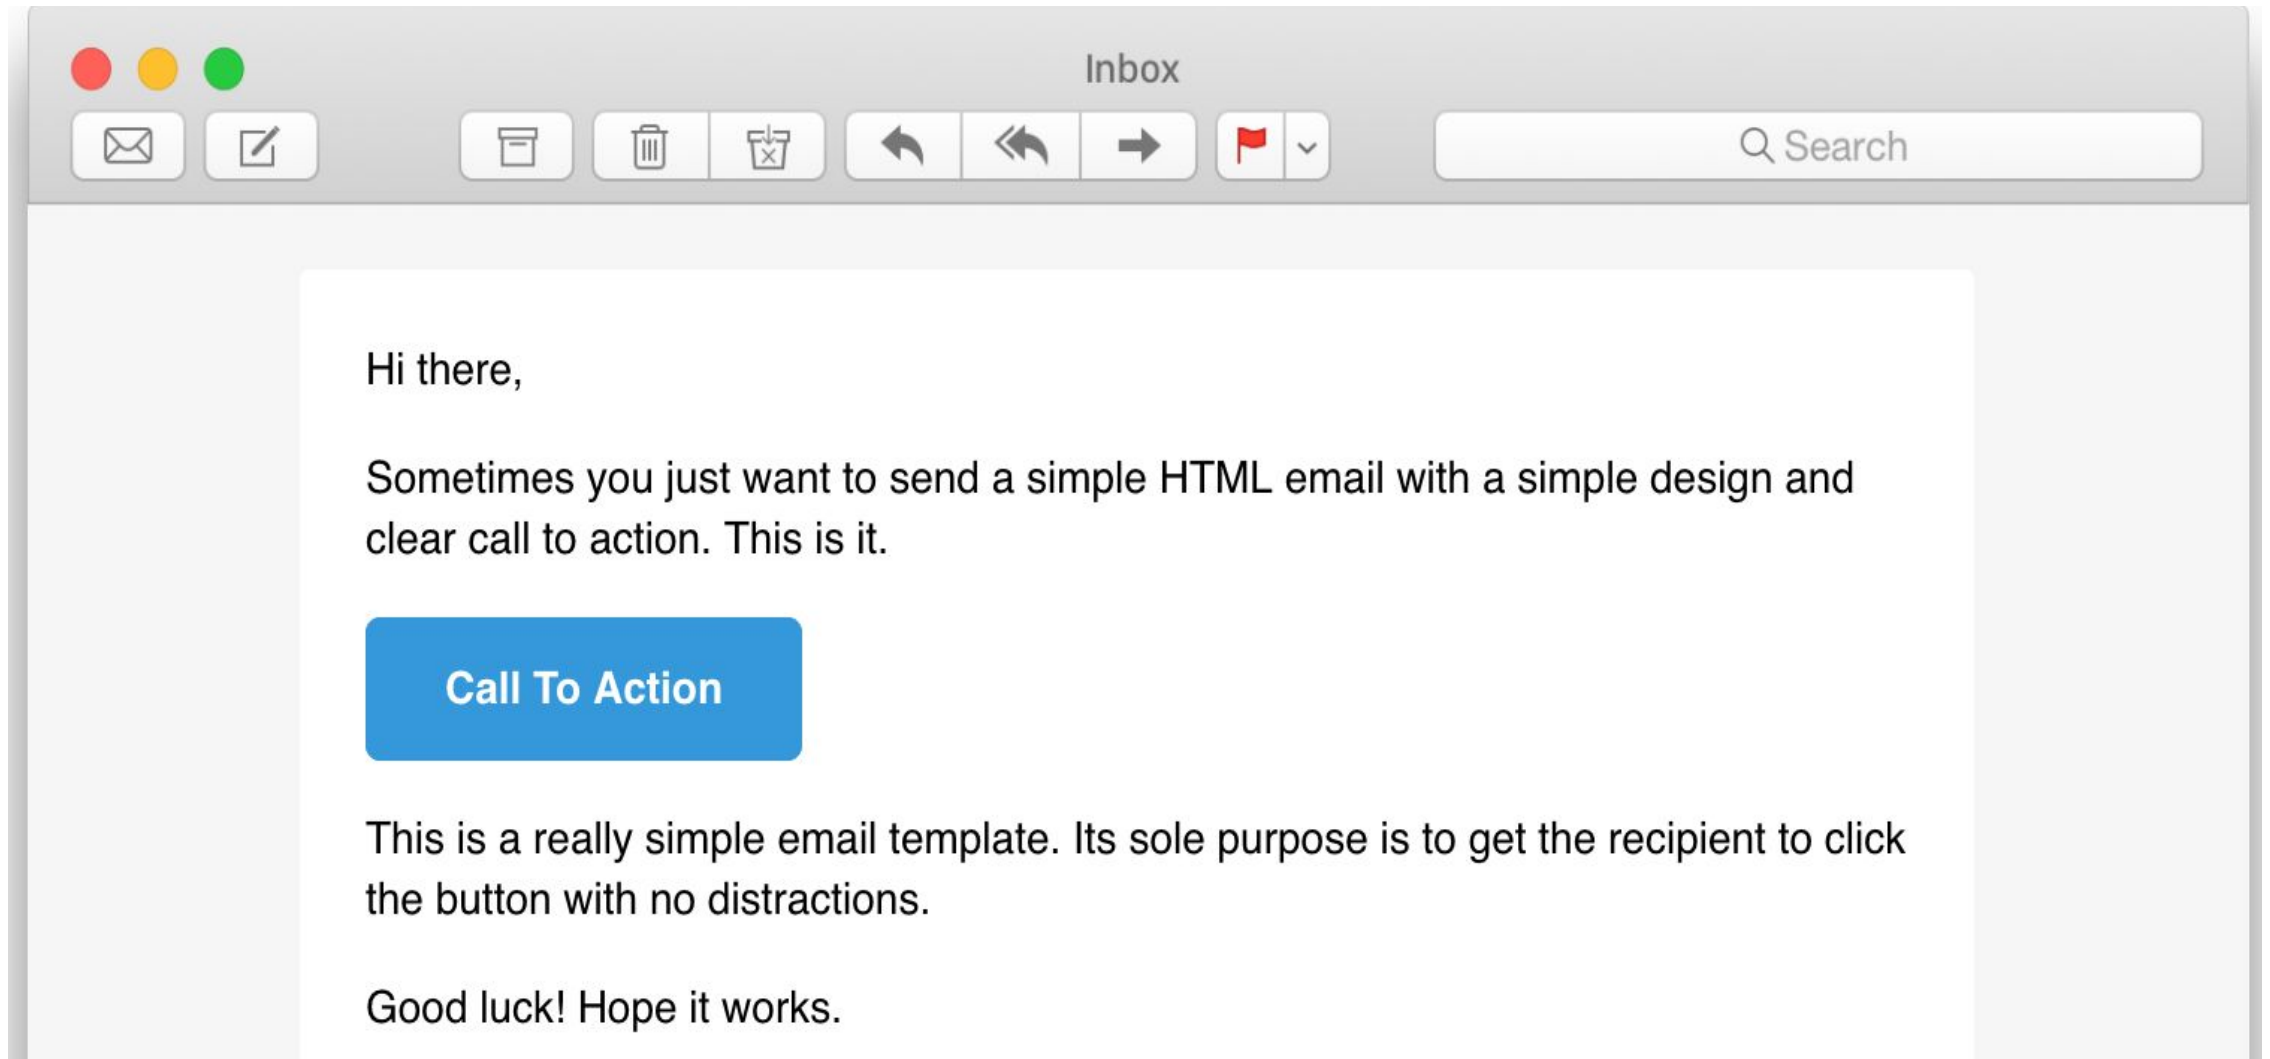 Inbox
Search
Hi there,
Sometimes you just want to send a simple HTML email with a simple design and
clear call to action. This is it.
Call To Action
This is a really simple email template. Its sole purpose is to get the recipient to click
the button with no distractions.
Good luck! Hope it works.